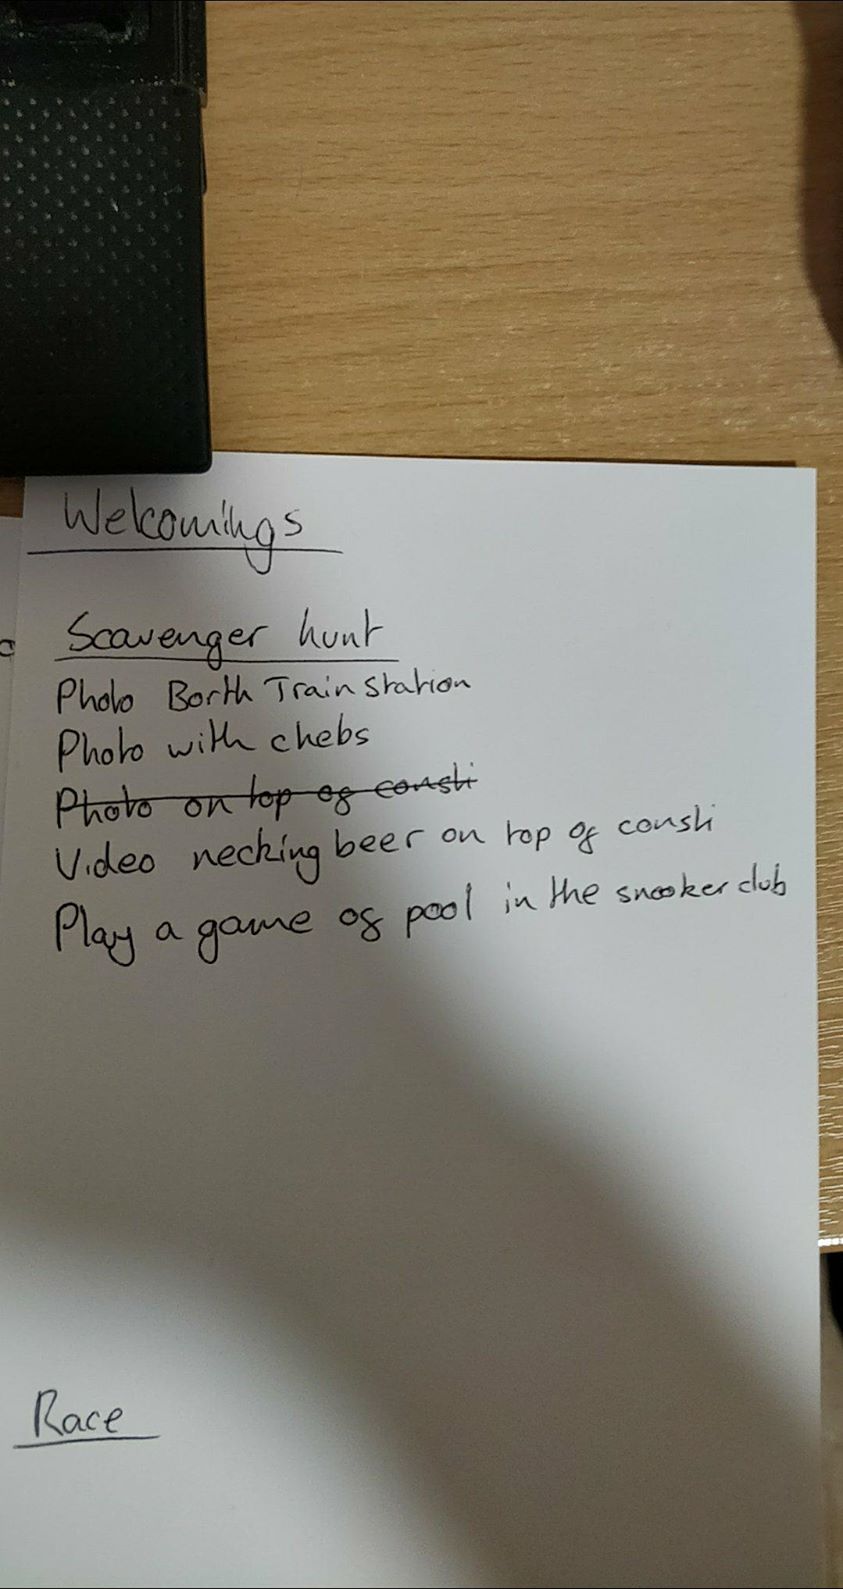 Welcomings
Scavenger hunt
Photo Borth Train station
Photo with chebs
Photo on top of consti
Video necking beer on top of consti
Play a game of pool in the snooker club
Race